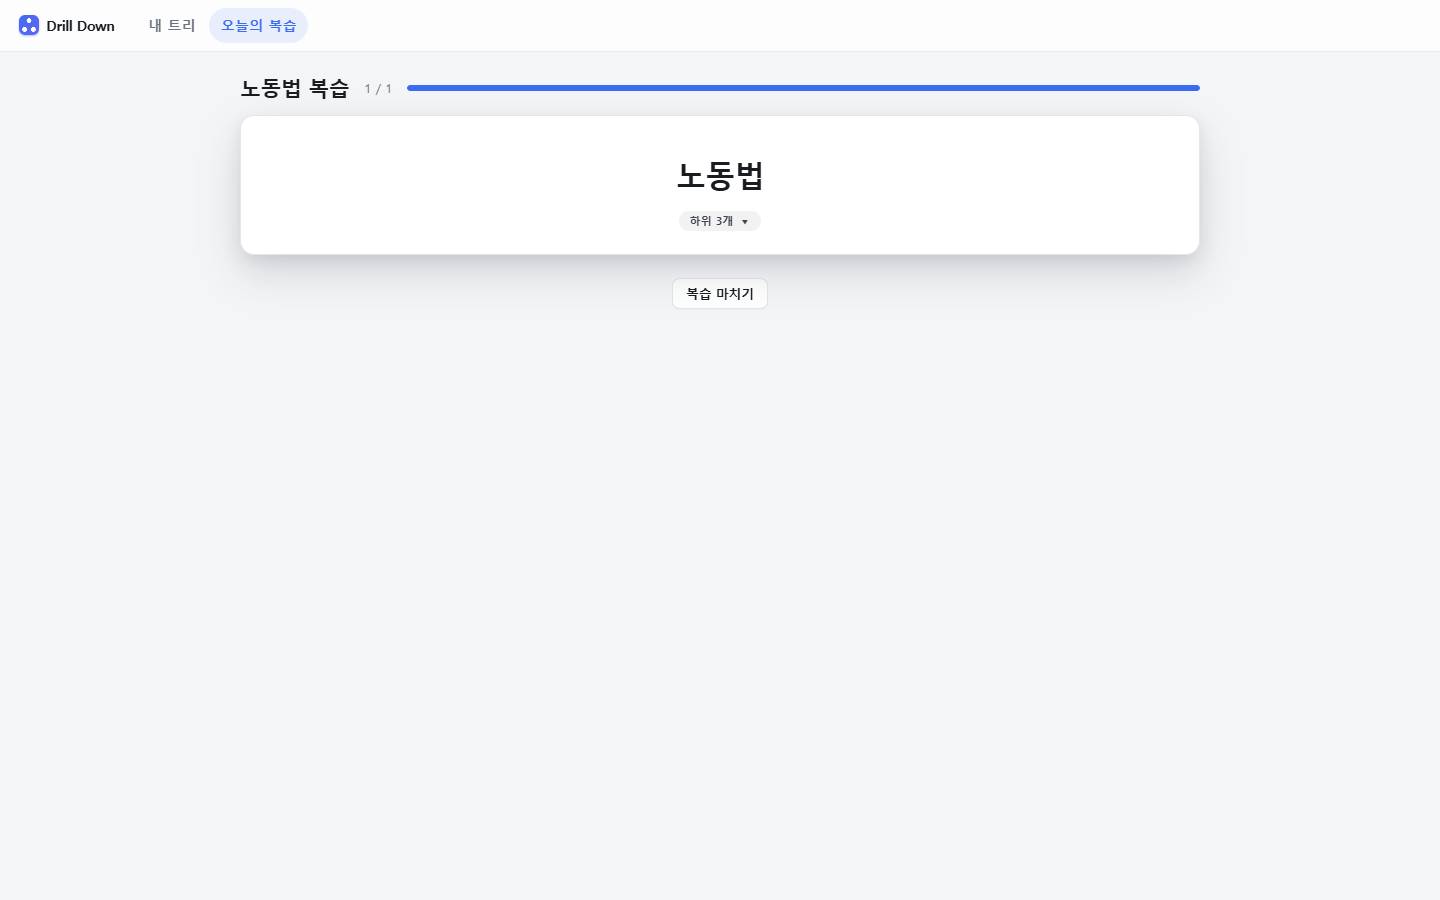 Drill Down
내 트리
오늘의 복습
노동법 복습
1 / 1
노동법
하위 3개 ▼
복습 마치기